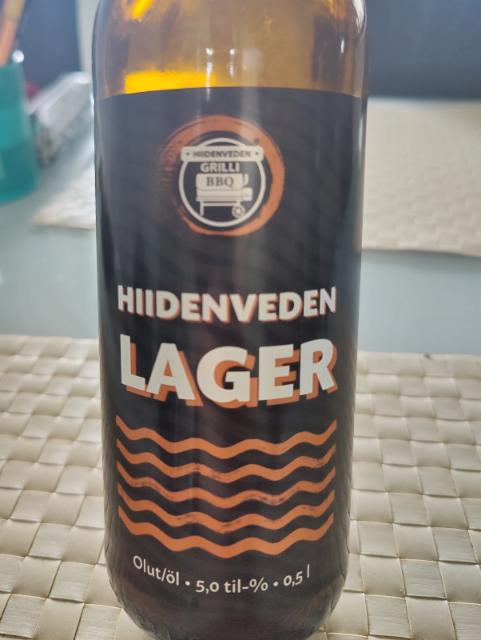 • HIIDENVEDEN •
GRILLI
BBQ
HIIDENVEDEN
LAGER
Olut/öl • 5,0 til-% • 0,5 l